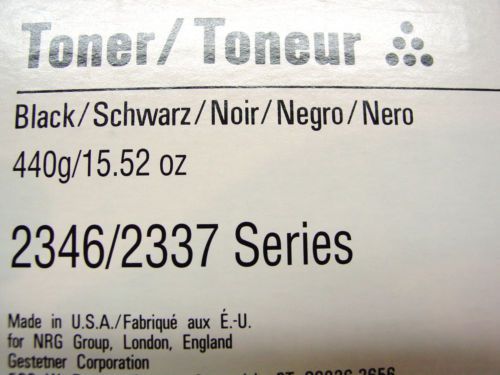 Toner/Toneur
Black/Schwarz/Noir/Negro/Nero
440g/15.52 oz
2346/2337 Series
Made in U.S.A./Fabriqué aux É.-U.
for NRG Group, London, England
Gestetner Corporation